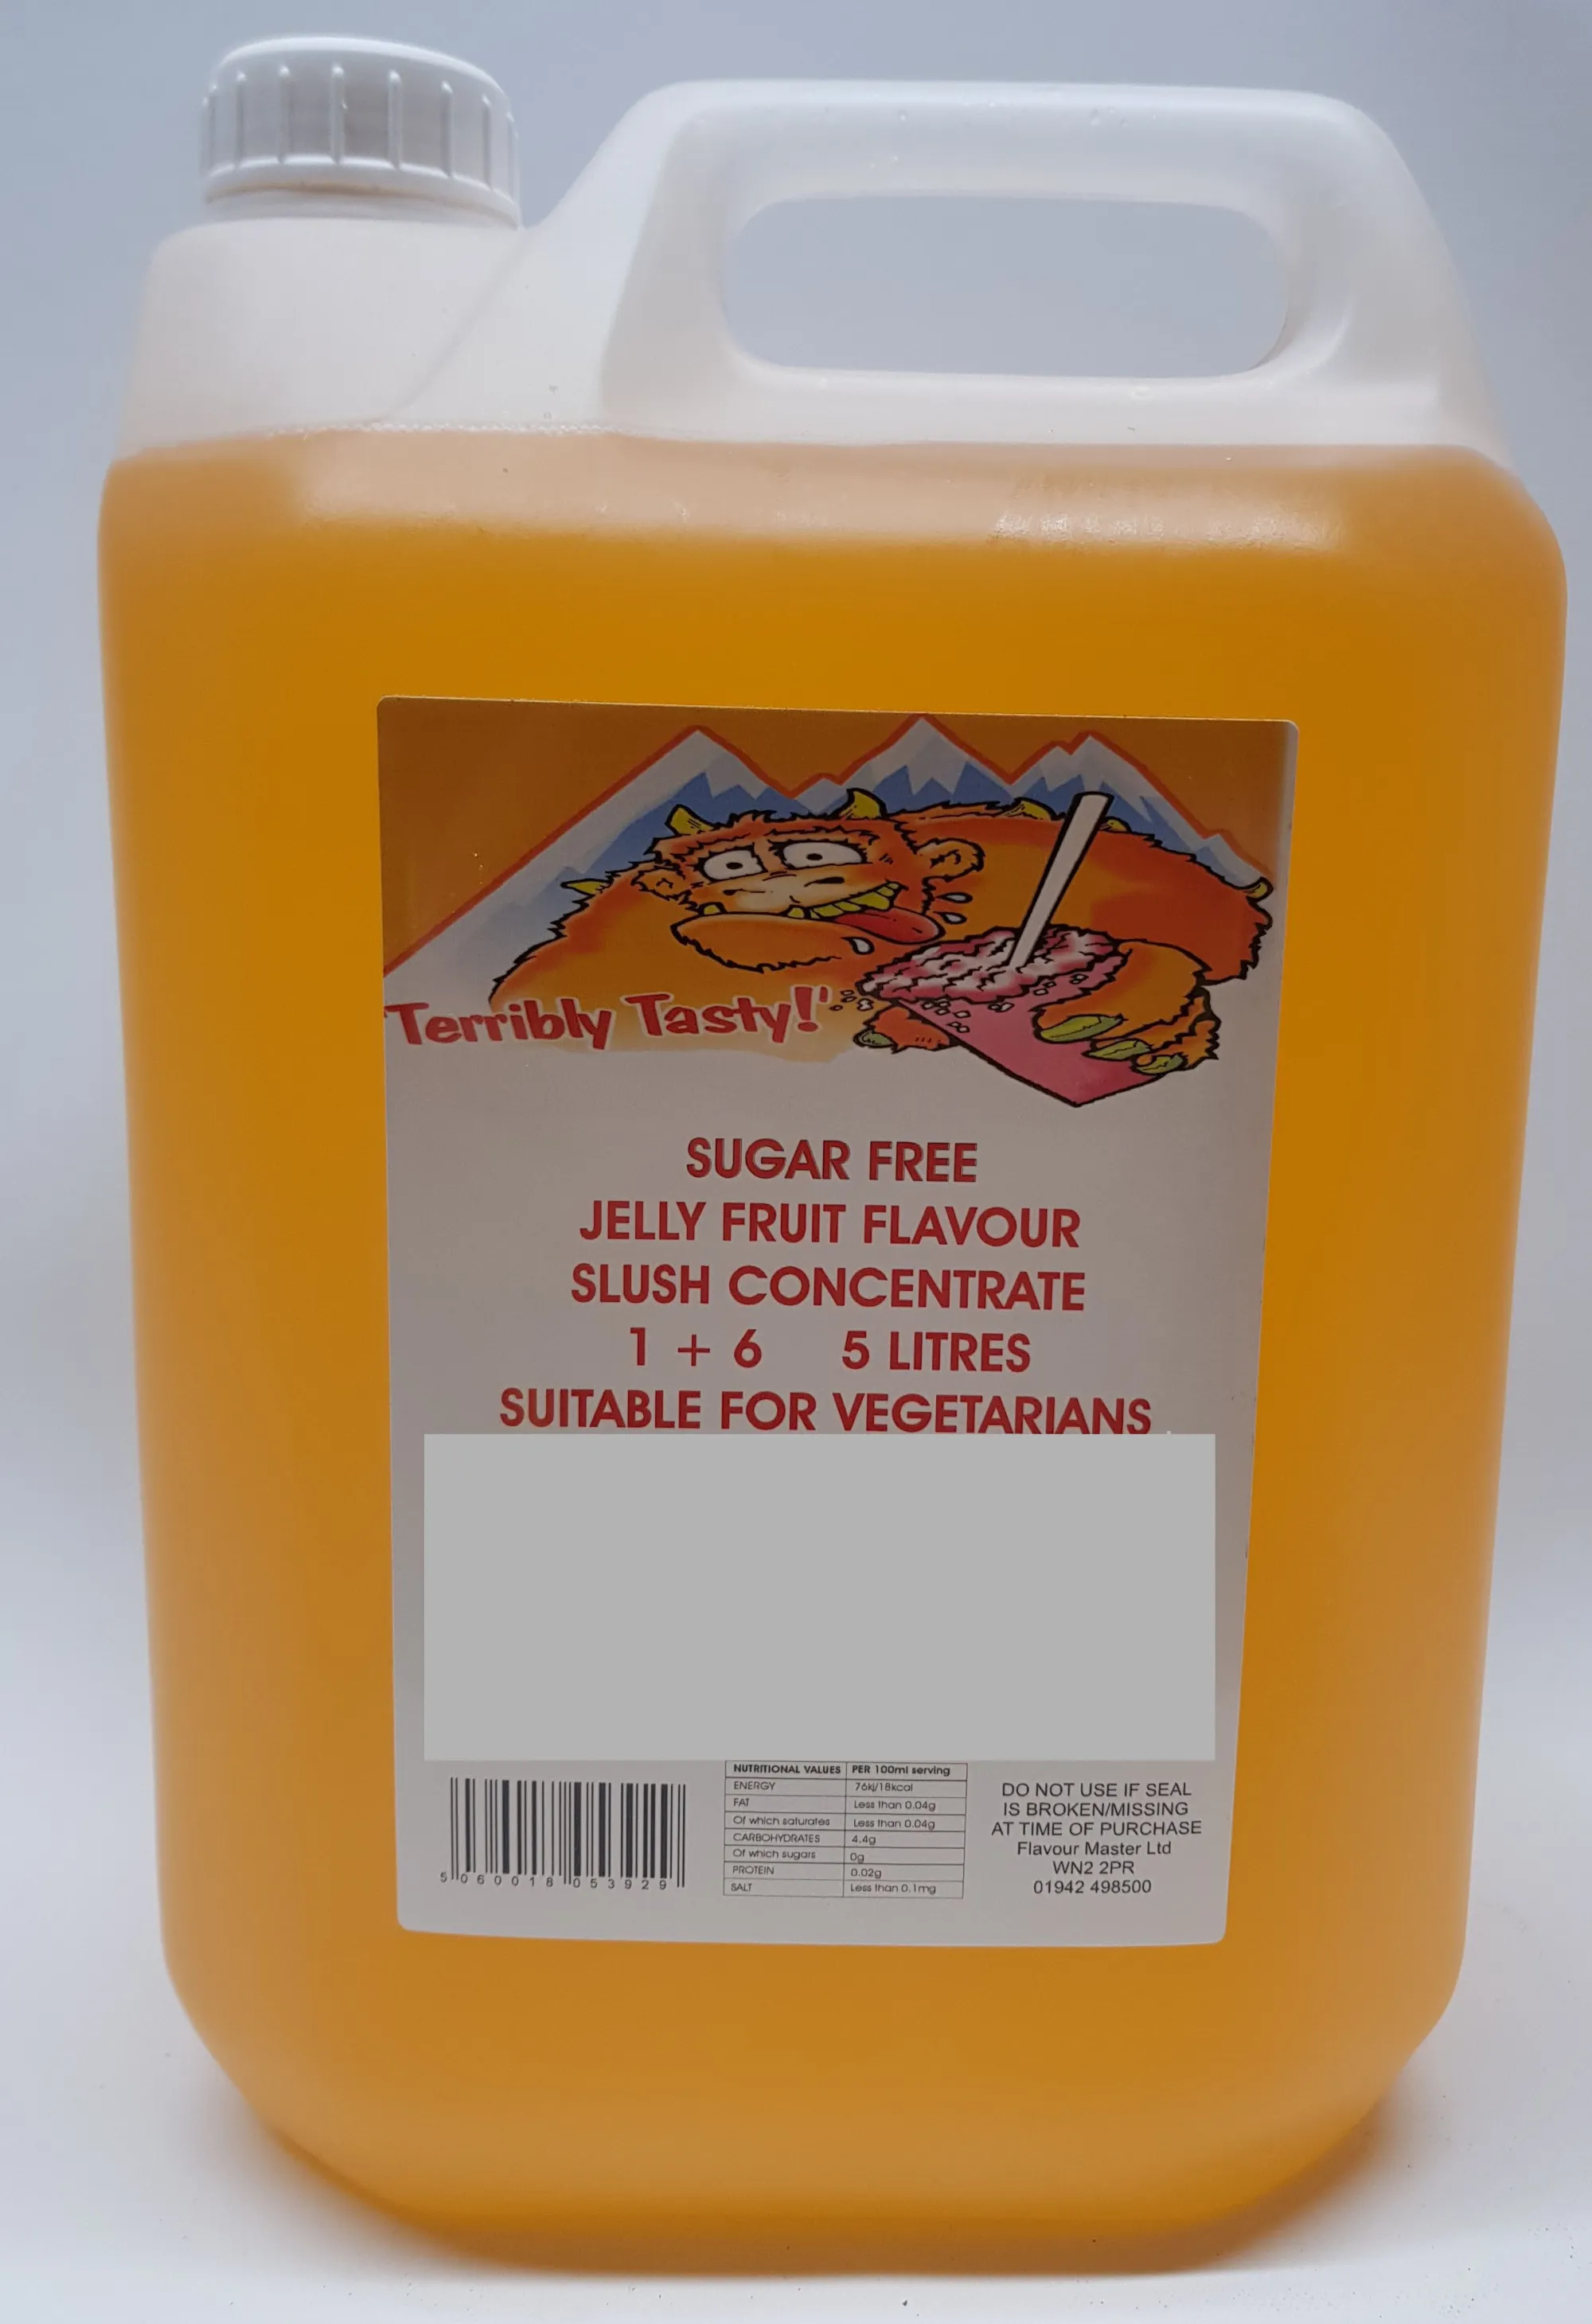 'Terribly Tasty!'
SUGAR FREE
JELLY FRUIT FLAVOUR
SLUSH CONCENTRATE
1 + 6 5 LITRES
SUITABLE FOR VEGETARIANS
NUTRITIONAL VALUES PER 100ml serving
ENERGY 76kj/18kcal
FAT Less than 0.04g
Of which saturates Less than 0.04g
CARBOHYDRATES 4.4g
Of which sugars 0g
PROTEIN 0.02g
SALT Less than 0.1mg
5 060018 053929
DO NOT USE IF SEAL
IS BROKEN/MISSING
AT TIME OF PURCHASE
Flavour Master Ltd
WN2 2PR
01942 498500